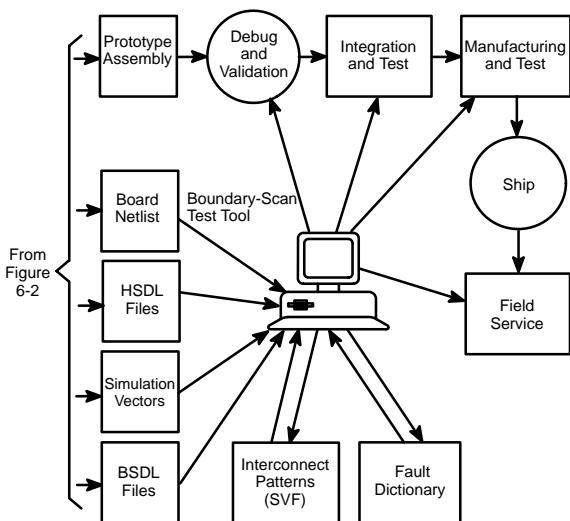 Prototype
Assembly
Debug
and
Validation
Integration
and Test
Manufacturing
and Test
Ship
Board
Netlist
Boundary-Scan
Test Tool
From
Figure
6-2
HSDL
Files
Field
Service
Simulation
Vectors
BSDL
Files
Interconnect
Patterns
(SVF)
Fault
Dictionary